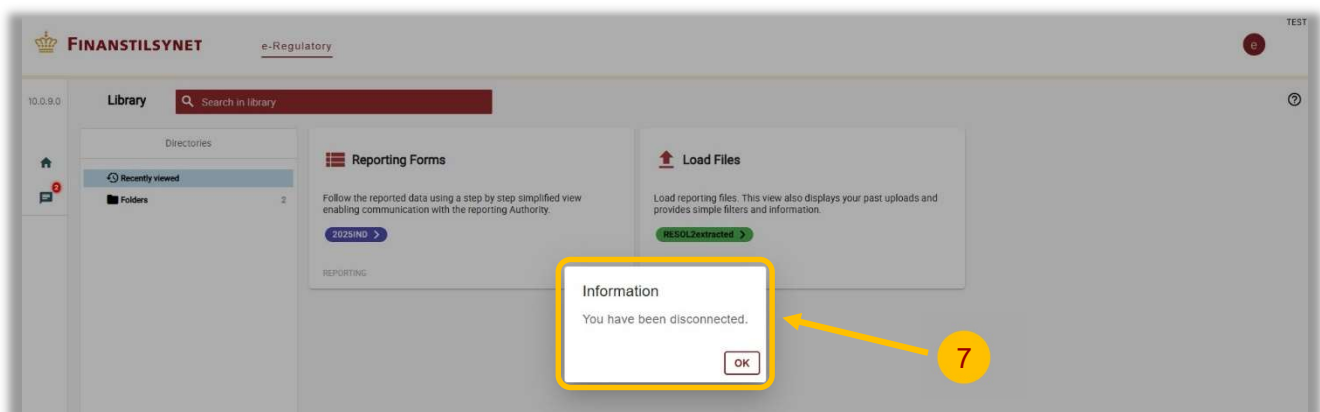 TEST
FINANSTILSYNET
e-Regulatory
e
10.0.9.0
Library
Search in library
Directories
Recently viewed
Folders 2
2
Reporting Forms
Follow the reported data using a step by step simplified view
enabling communication with the reporting Authority.
2025IND >
REPORTING
Load Files
Load reporting files. This view also displays your past uploads and
provides simple filters and information.
RESOL2extracted >
Information
You have been disconnected.
OK
7